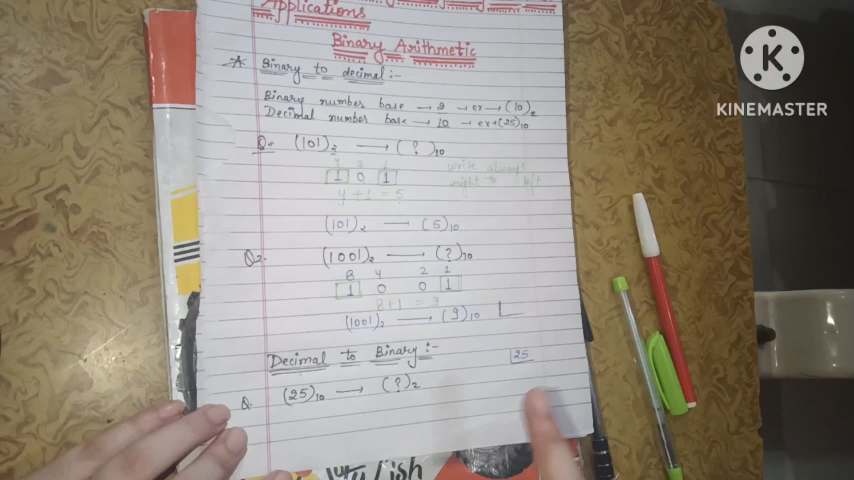 Applications
Binary Arithmetic
Binary to decimal:-
Binary number base → 2 → ex → (10)₂
Decimal number base → 10 → ex → (25)₁₀
Q. (101)₂ → (?)₁₀
4 2 1
1 0 1
write always
right to left
4+1 = 5
(101)₂ → (5)₁₀
Q2. (1001)₂ → (?)₁₀
8 4 2 1
1 0 0 1
8+1 = 9
(1001)₂ → (9)₁₀
Decimal to Binary:-
25
Q. (25)₁₀ → (?)₂
K
KINEMASTER